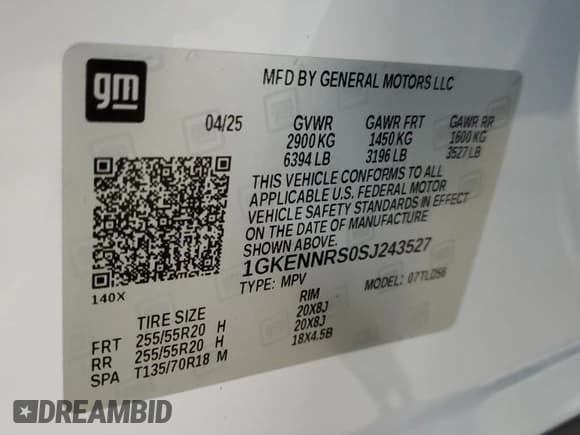 gm
MFD BY GENERAL MOTORS LLC
04/25 GVWR GAWR FRT GAWR RR
2900 KG 1450 KG 1600 KG
6394 LB 3196 LB 3527 LB
THIS VEHICLE CONFORMS TO ALL
APPLICABLE U.S. FEDERAL MOTOR
VEHICLE SAFETY STANDARDS IN EFFECT
ON THE DATE OF MANUFACTURE
SHOWN ABOVE.
1GKENNRS0SJ243527
TYPE: MPV MODEL: 07TLD56
140X
TIRE SIZE RIM
FRT 255/55R20 H 20X8J
RR 255/55R20 H 20X8J
SPA T135/70R18 M 18X4.5B
DREAMBID